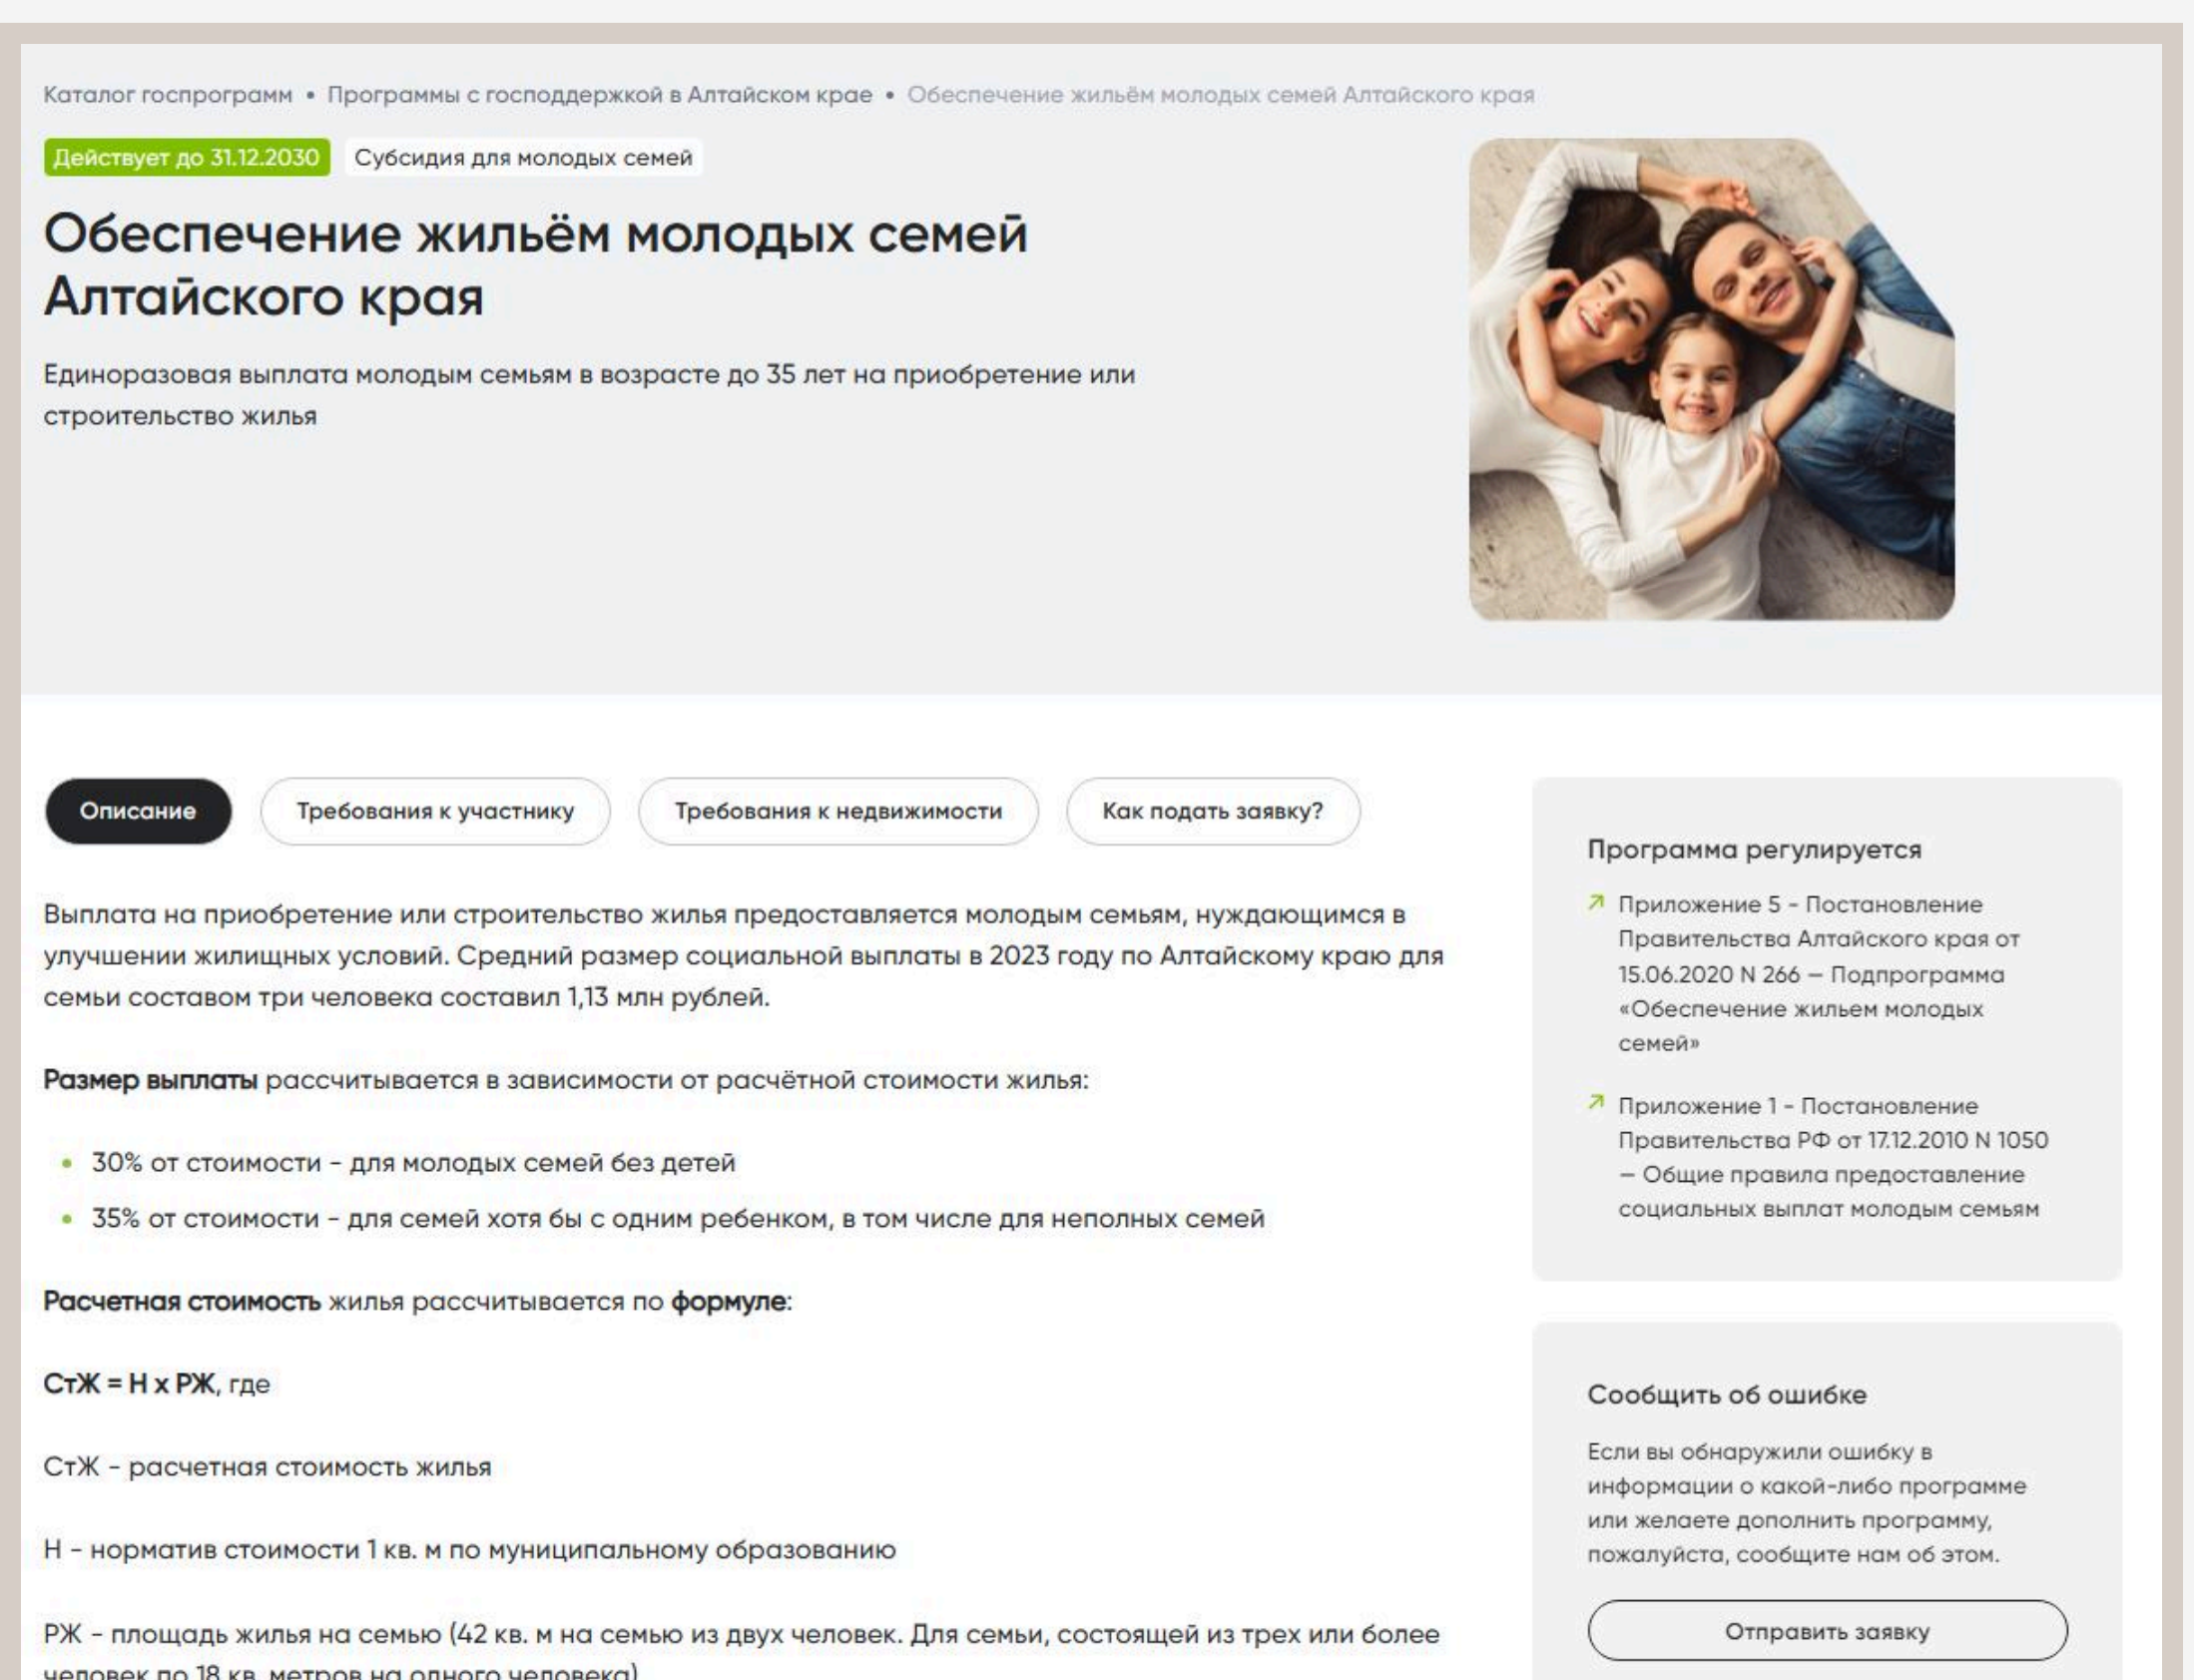 Каталог госпрограмм • Программы с господдержкой в Алтайском крае • Обеспечение жильём молодых семей Алтайского края
Действует до 31.12.2030
Субсидия для молодых семей
Обеспечение жильём молодых семей
Алтайского края
Единоразовая выплата молодым семьям в возрасте до 35 лет на приобретение или
строительство жилья
Описание
Требования к участнику
Требования к недвижимости
Как подать заявку?
Выплата на приобретение или строительство жилья предоставляется молодым семьям, нуждающимся в
улучшении жилищных условий. Средний размер социальной выплаты в 2023 году по Алтайскому краю для
семьи составом три человека составил 1,13 млн рублей.
Размер выплаты рассчитывается в зависимости от расчётной стоимости жилья:
• 30% от стоимости - для молодых семей без детей
• 35% от стоимости - для семей хотя бы с одним ребенком, в том числе для неполных семей
Расчетная стоимость жилья рассчитывается по формуле:
СтЖ = Н х РЖ, где
СтЖ - расчетная стоимость жилья
Н - норматив стоимости 1 кв. м по муниципальному образованию
РЖ - площадь жилья на семью (42 кв. м на семью из двух человек. Для семьи, состоящей из трех или более
человек по 18 кв. метров на одного человека)
Программа регулируется
Приложение 5 - Постановление
Правительства Алтайского края от
15.06.2020 N 266 — Подпрограмма
«Обеспечение жильем молодых
семей»
Приложение 1 - Постановление
Правительства РФ от 17.12.2010 N 1050
— Общие правила предоставление
социальных выплат молодым семьям
Сообщить об ошибке
Если вы обнаружили ошибку в
информации о какой-либо программе
или желаете дополнить программу,
пожалуйста, сообщите нам об этом.
Отправить заявку